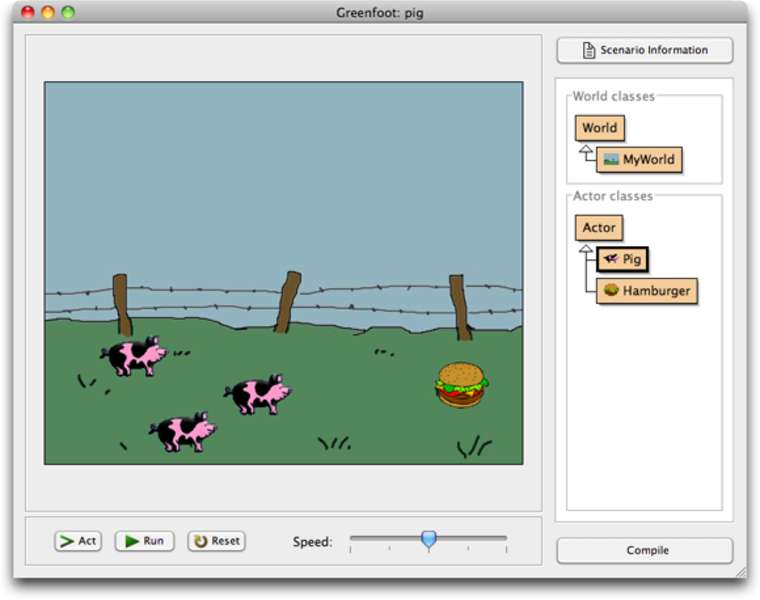 Greenfoot: pig
Scenario Information
World classes
World
MyWorld
Actor classes
Actor
Pig
Hamburger
Act
Run
Reset
Speed:
Compile